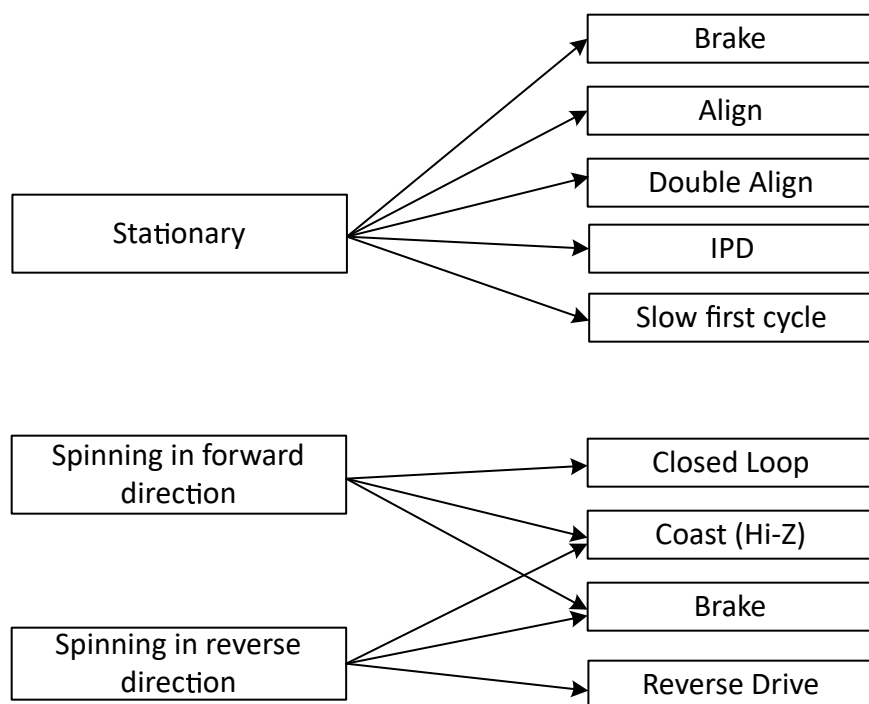 Brake
Align
Double Align
Stationary
IPD
Slow first cycle
Spinning in forward
direction
Closed Loop
Coast (Hi-Z)
Brake
Spinning in reverse
direction
Reverse Drive